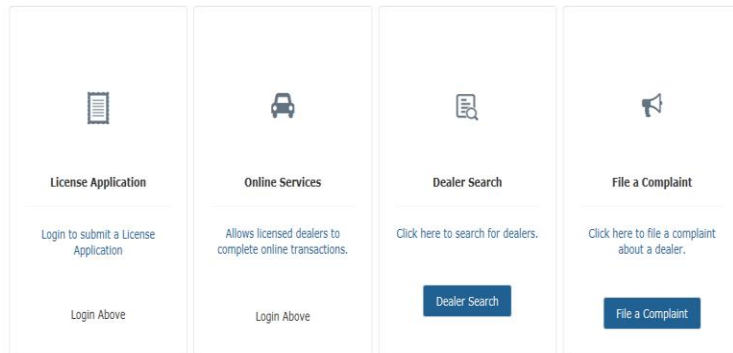 License Application
Login to submit a License
Application
Login Above
Online Services
Allows licensed dealers to
complete online transactions.
Login Above
Dealer Search
Click here to search for dealers.
Dealer Search
File a Complaint
Click here to file a complaint
about a dealer.
File a Complaint